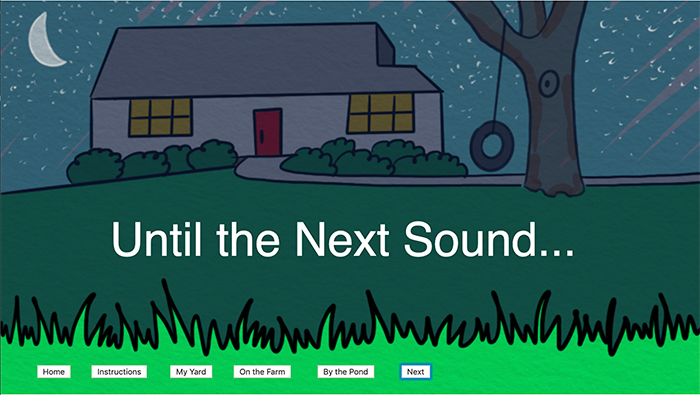 Until the Next Sound...
Home Instructions My Yard On the Farm By the Pond Next